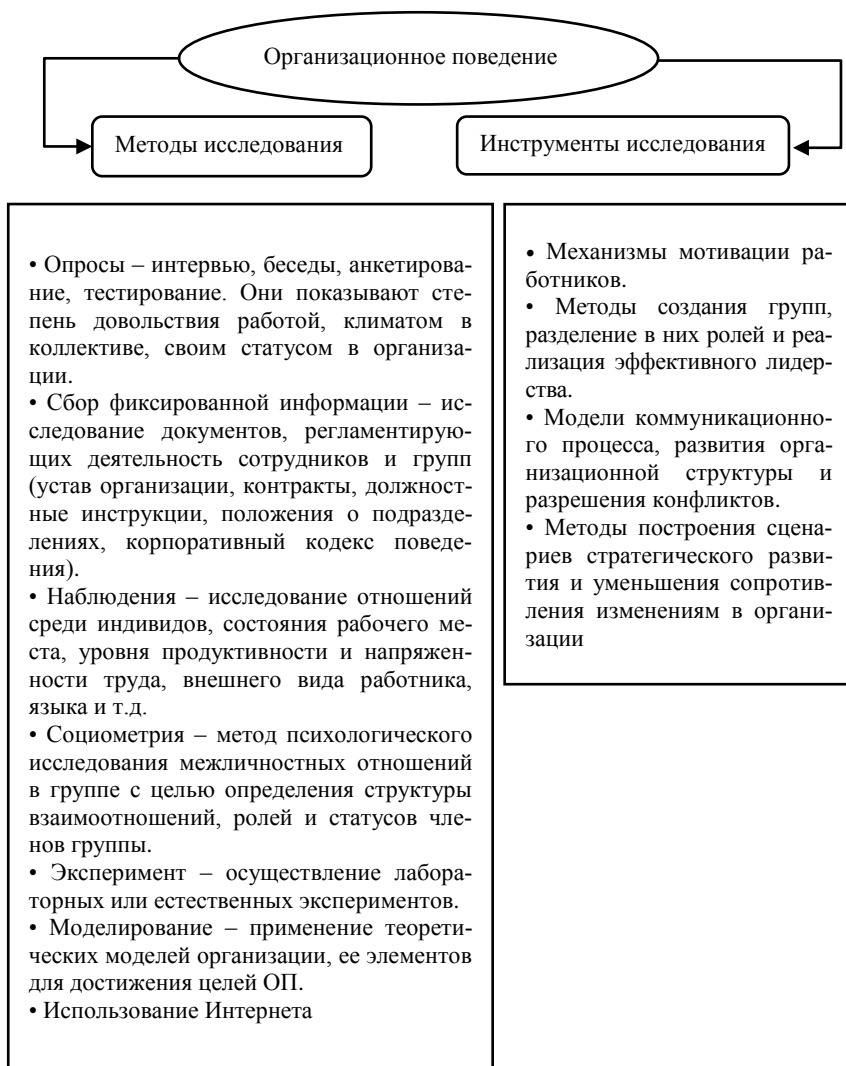 Организационное поведение
Методы исследования
Инструменты исследования
• Опросы – интервью, беседы, анкетирова-
ние, тестирование. Они показывают сте-
пень довольствия работой, климатом в
коллективе, своим статусом в организа-
ции.
• Сбор фиксированной информации – ис-
следование документов, регламентирую-
щих деятельность сотрудников и групп
(устав организации, контракты, должност-
ные инструкции, положения о подразде-
лениях, корпоративный кодекс поведе-
ния).
• Наблюдения – исследование отношений
среди индивидов, состояния рабочего ме-
ста, уровня продуктивности и напряжен-
ности труда, внешнего вида работника,
языка и т.д.
• Социометрия – метод психологического
исследования межличностных отношений
в группе с целью определения структуры
взаимоотношений, ролей и статусов чле-
нов группы.
• Эксперимент – осуществление лабора-
торных или естественных экспериментов.
• Моделирование – применение теорети-
ческих моделей организации, ее элементов
для достижения целей ОП.
• Использование Интернета
• Механизмы мотивации ра-
ботников.
• Методы создания групп,
разделение в них ролей и реа-
лизация эффективного лидер-
ства.
• Модели коммуникационно-
го процесса, развития орга-
низационной структуры и
разрешения конфликтов.
• Методы построения сцена-
риев стратегического разви-
тия и уменьшения сопротив-
ления изменениям в органи-
зации